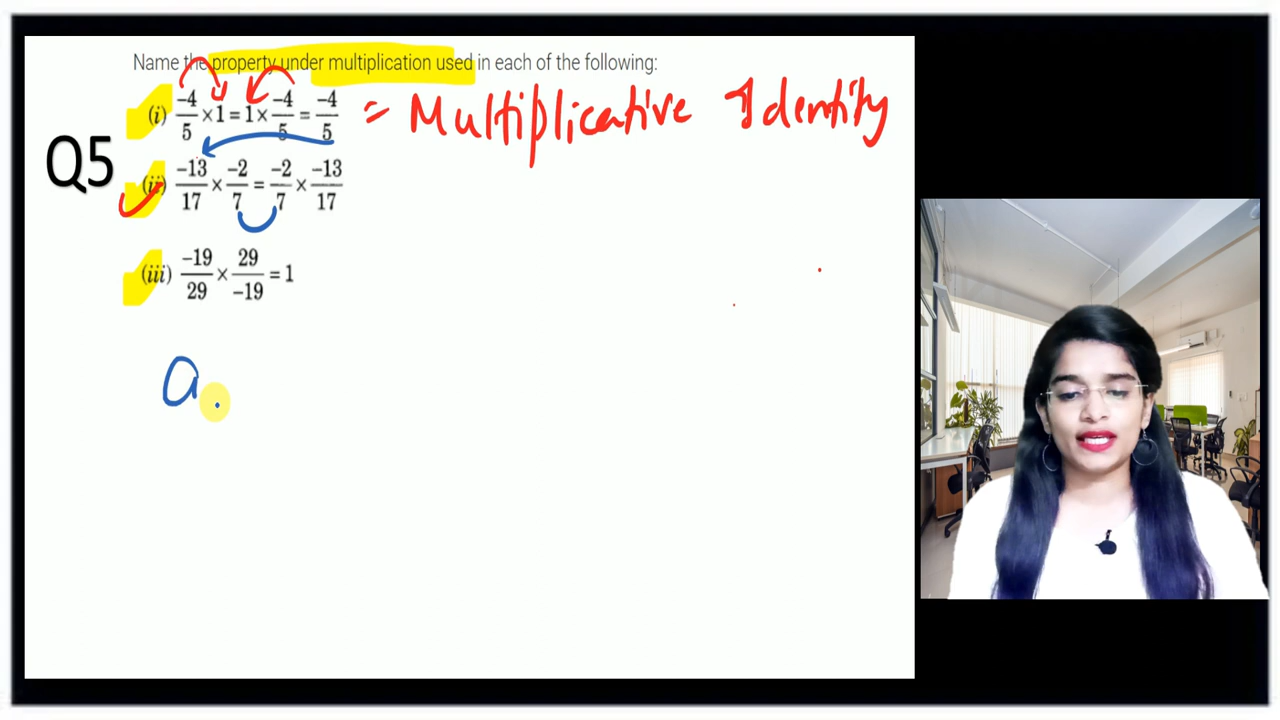 Name the property under multiplication used in each of the following:
(i) -4/5 × 1 = 1 × -4/5 = -4/5 = Multiplicative Identity
Q5
(ii) -13/17 × -2/7 = -2/7 × -13/17
(iii) -19/29 × 29/-19 = 1
a.